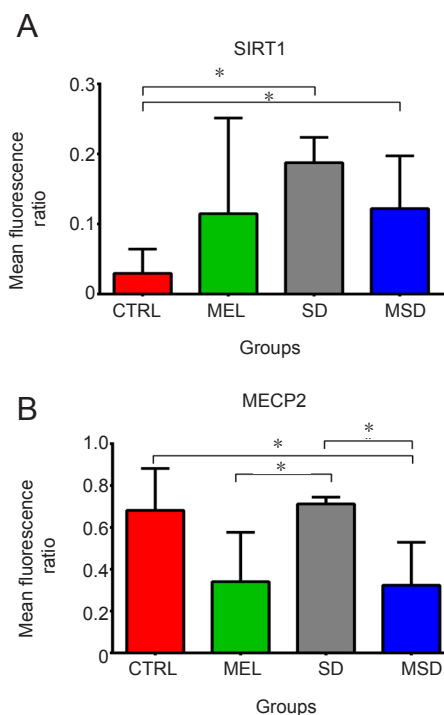 A
SIRT1
*
*
0.3
0.2
0.1
0
Mean fluorescence
ratio
CTRL MEL SD MSD
Groups
B
MECP2
*
*
*
1.0
0.8
0.6
0.4
0.2
0
Mean fluorescence
ratio
CTRL MEL SD MSD
Groups